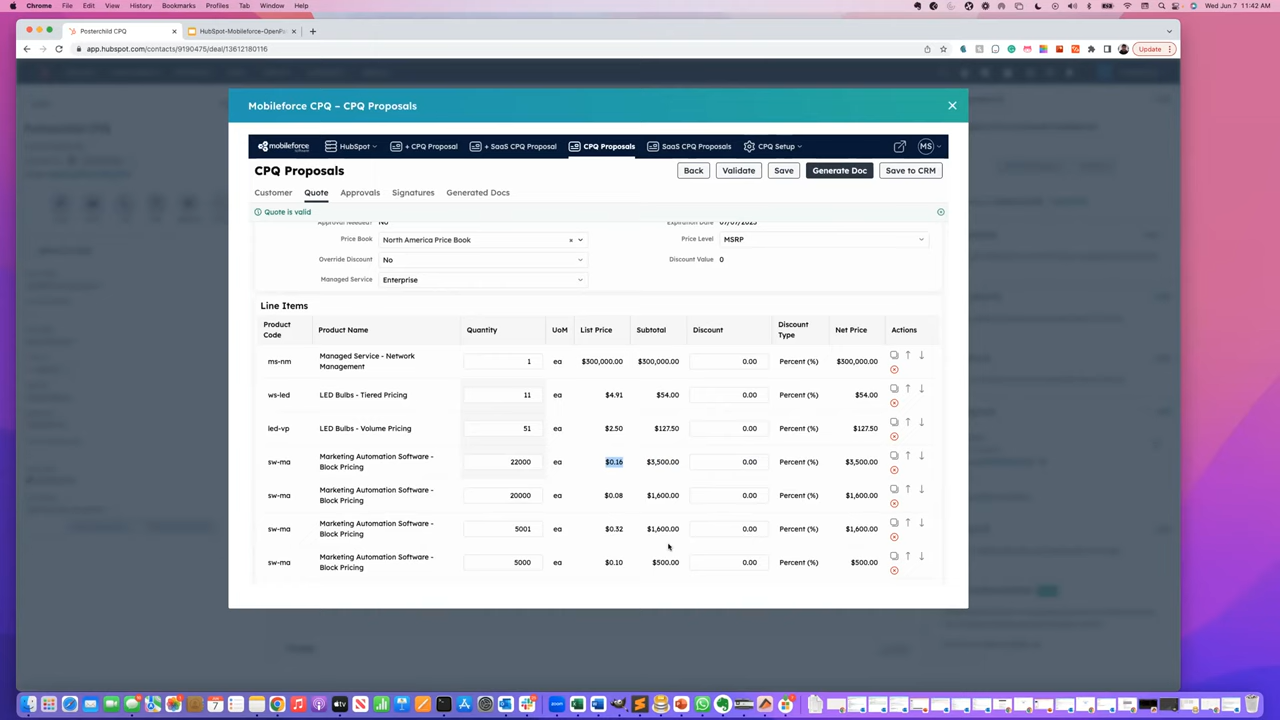 Chrome File Edit View History Bookmarks Profiles Tab Window Help
Wed Jun 7 11:42 AM
Posterchild CPQ
HubSpot-Mobileforce-OpenP
app.hubspot.com/contacts/9190475/deal/13612180116
Update
Mobileforce CPQ – CPQ Proposals
mobileforce HubSpot + CPQ Proposal + SaaS CPQ Proposal CPQ Proposals SaaS CPQ Proposals CPQ Setup MS
CPQ Proposals
Back Validate Save Generate Doc Save to CRM
Customer Quote Approvals Signatures Generated Docs
Quote is valid
Approval Needed? No Expiration Date 07/07/2023
Price Book North America Price Book × Price Level MSRP
Override Discount No Discount Value 0
Managed Service Enterprise
Line Items
Product Code Product Name Quantity UoM List Price Subtotal Discount Discount Type Net Price Actions
ms-nm Managed Service - Network Management 1 ea $300,000.00 $300,000.00 0.00 Percent (%) $300,000.00
ws-led LED Bulbs - Tiered Pricing 11 ea $4.91 $54.00 0.00 Percent (%) $54.00
led-vp LED Bulbs - Volume Pricing 51 ea $2.50 $127.50 0.00 Percent (%) $127.50
sw-ma Marketing Automation Software - Block Pricing 22000 ea $0.16 $3,500.00 0.00 Percent (%) $3,500.00
sw-ma Marketing Automation Software - Block Pricing 20000 ea $0.08 $1,600.00 0.00 Percent (%) $1,600.00
sw-ma Marketing Automation Software - Block Pricing 5001 ea $0.32 $1,600.00 0.00 Percent (%) $1,600.00
sw-ma Marketing Automation Software - Block Pricing 5000 ea $0.10 $500.00 0.00 Percent (%) $500.00